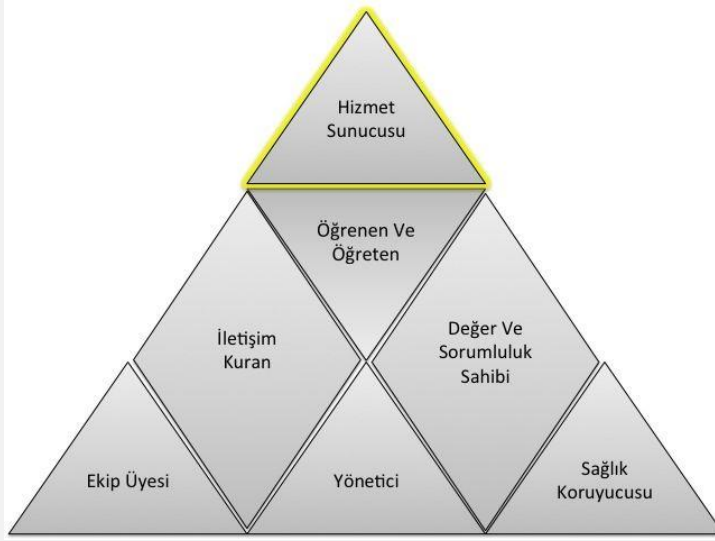 Hizmet
Sunucusu
Öğrenen Ve
Öğreten
İletişim
Kuran
Değer Ve
Sorumluluk
Sahibi
Ekip Üyesi
Yönetici
Sağlık
Koruyucusu